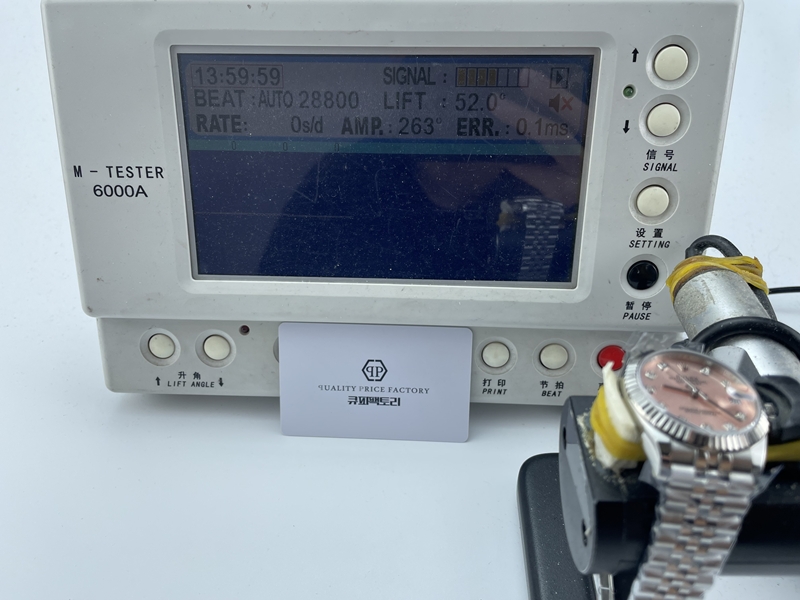 13:59:59 SIGNAL :
BEAT : AUTO 28800 LIFT : 52.0°
RATE: 0s/d AMP. : 263° ERR. : 0.1ms
M - TESTER
6000A
信号
SIGNAL
设置
SETTING
暂停
PAUSE
升角
LIFT ANGLE
打印
PRINT
节拍
BEAT
QP
QUALITY PRICE FACTORY
큐피팩토리